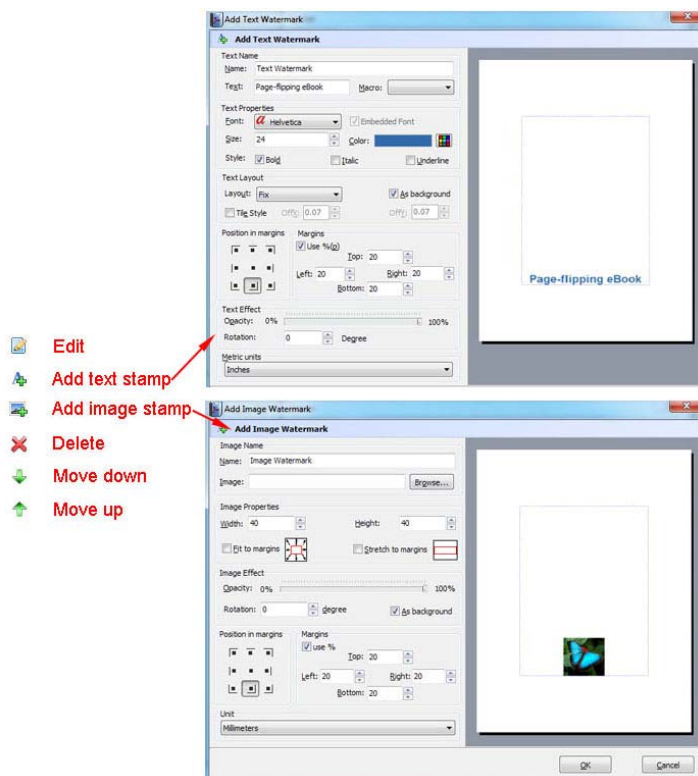 Add Text Watermark
Add Text Watermark
Text Name
Name: Text Watermark
Text: Page-flipping eBook Macro:
Text Properties
Font: a Helvetica Embedded Font
Size: 24 Color:
Style: Bold Italic Underline
Text Layout
Layout: Fix As background
Tile Style 0.07 0.07
Position in margins Margins
Use %(p)
Top: 20
Left: 20 Right: 20
Bottom: 20
Text Effect
Opacity: 0% 100%
Rotation: 0 Degree
Metric units
Inches
Page-flipping eBook
Edit
Add text stamp
Add image stamp
Delete
Move down
Move up
Add Image Watermark
Add Image Watermark
Image Name
Name: Image Watermark
Image: Browse...
Image Properties
Width: 40 Height: 40
Fit to margins Stretch to margins
Image Effect
Opacity: 0% 100%
Rotation: 0 degree As background
Position in margins Margins
use %
Top: 20
Left: 20 Right: 20
Bottom: 20
Unit
Millimeters
OK Cancel